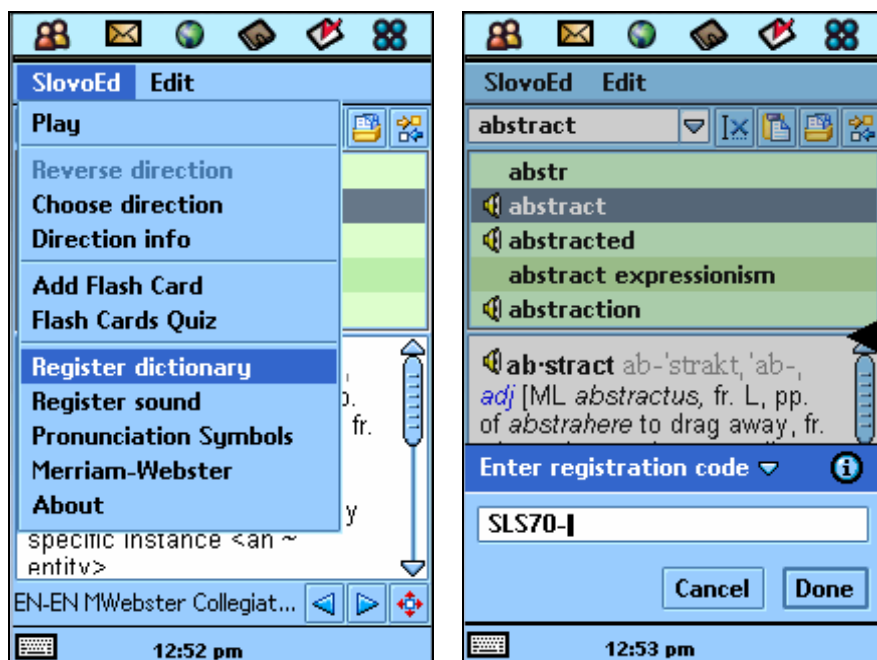 SlovoEd Edit
Play
Reverse direction
Choose direction
Direction info
Add Flash Card
Flash Cards Quiz
Register dictionary
Register sound
Pronunciation Symbols
Merriam-Webster
About
fr.
y
specific instance <an ~
entity>
EN-EN MWebster Collegiat...
12:52 pm
SlovoEd Edit
abstract
abstr
abstract
abstracted
abstract expressionism
abstraction
ab·stract ab-'strakt, 'ab-,
adj [ML abstractus, fr. L, pp.
of abstrahere to drag away, fr.
Enter registration code
SLS70-
Cancel Done
12:53 pm